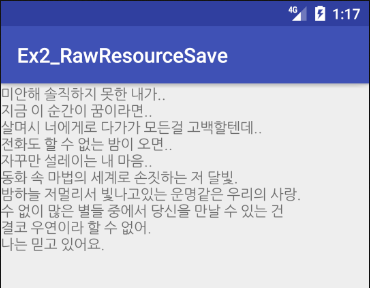 4G 1:17
Ex2_RawResourceSave
미안해 솔직하지 못한 내가..
지금 이 순간이 꿈이라면..
살며시 너에게로 다가가 모든걸 고백할텐데..
전화도 할 수 없는 밤이 오면..
자꾸만 설레이는 내 마음..
동화 속 마법의 세계로 손짓하는 저 달빛.
밤하늘 저멀리서 빛나고있는 운명같은 우리의 사랑.
수 없이 많은 별들 중에서 당신을 만날 수 있는 건
결코 우연이라 할 수 없어.
나는 믿고 있어요.